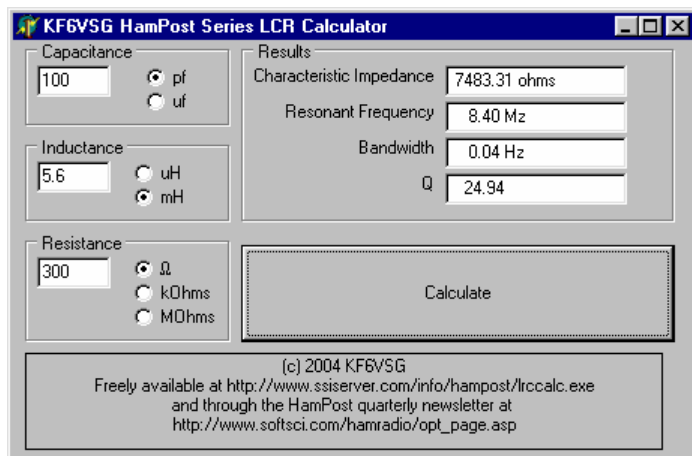 KF6VSG HamPost Series LCR Calculator
Capacitance
100
pf
uf
Inductance
5.6
uH
mH
Resistance
300
Ω
kOhms
MOhms
Results
Characteristic Impedance 7483.31 ohms
Resonant Frequency 8.40 Mz
Bandwidth 0.04 Hz
Q 24.94
Calculate
(c) 2004 KF6VSG
Freely available at http://www.ssiserver.com/info/hampost/lrccalc.exe
and through the HamPost quarterly newsletter at
http://www.softsci.com/hamradio/opt_page.asp